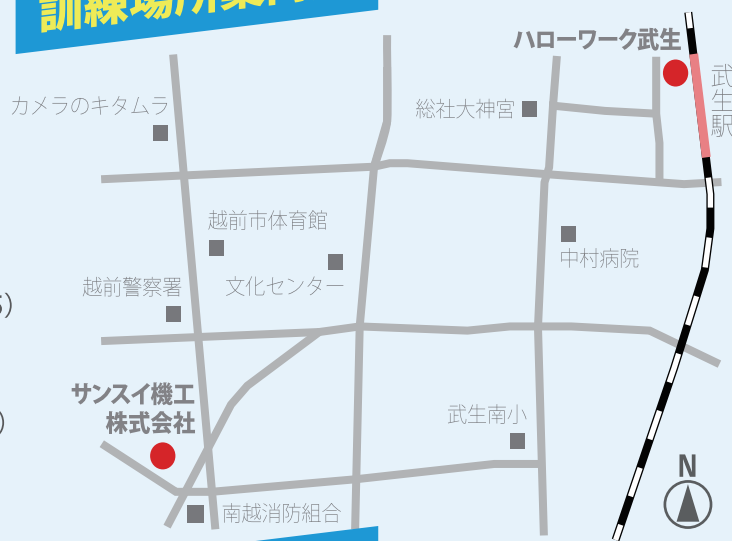 訓練場所案内
ハローワーク武生
武生駅
カメラのキタムラ
総社大神宮
越前市体育館
中村病院
越前警察署
文化センター
サンスイ機工
株式会社
武生南小
N
南越消防組合